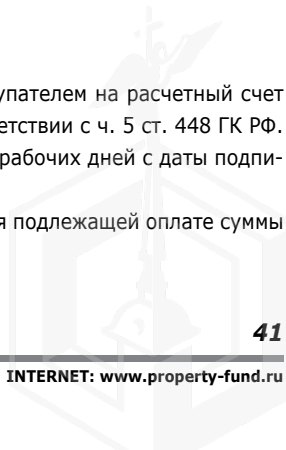 упателем на расчетный счет
етствии с ч. 5 ст. 448 ГК РФ.
рабочих дней с даты подпи-
я подлежащей оплате суммы
41
INTERNET: www.property-fund.ru